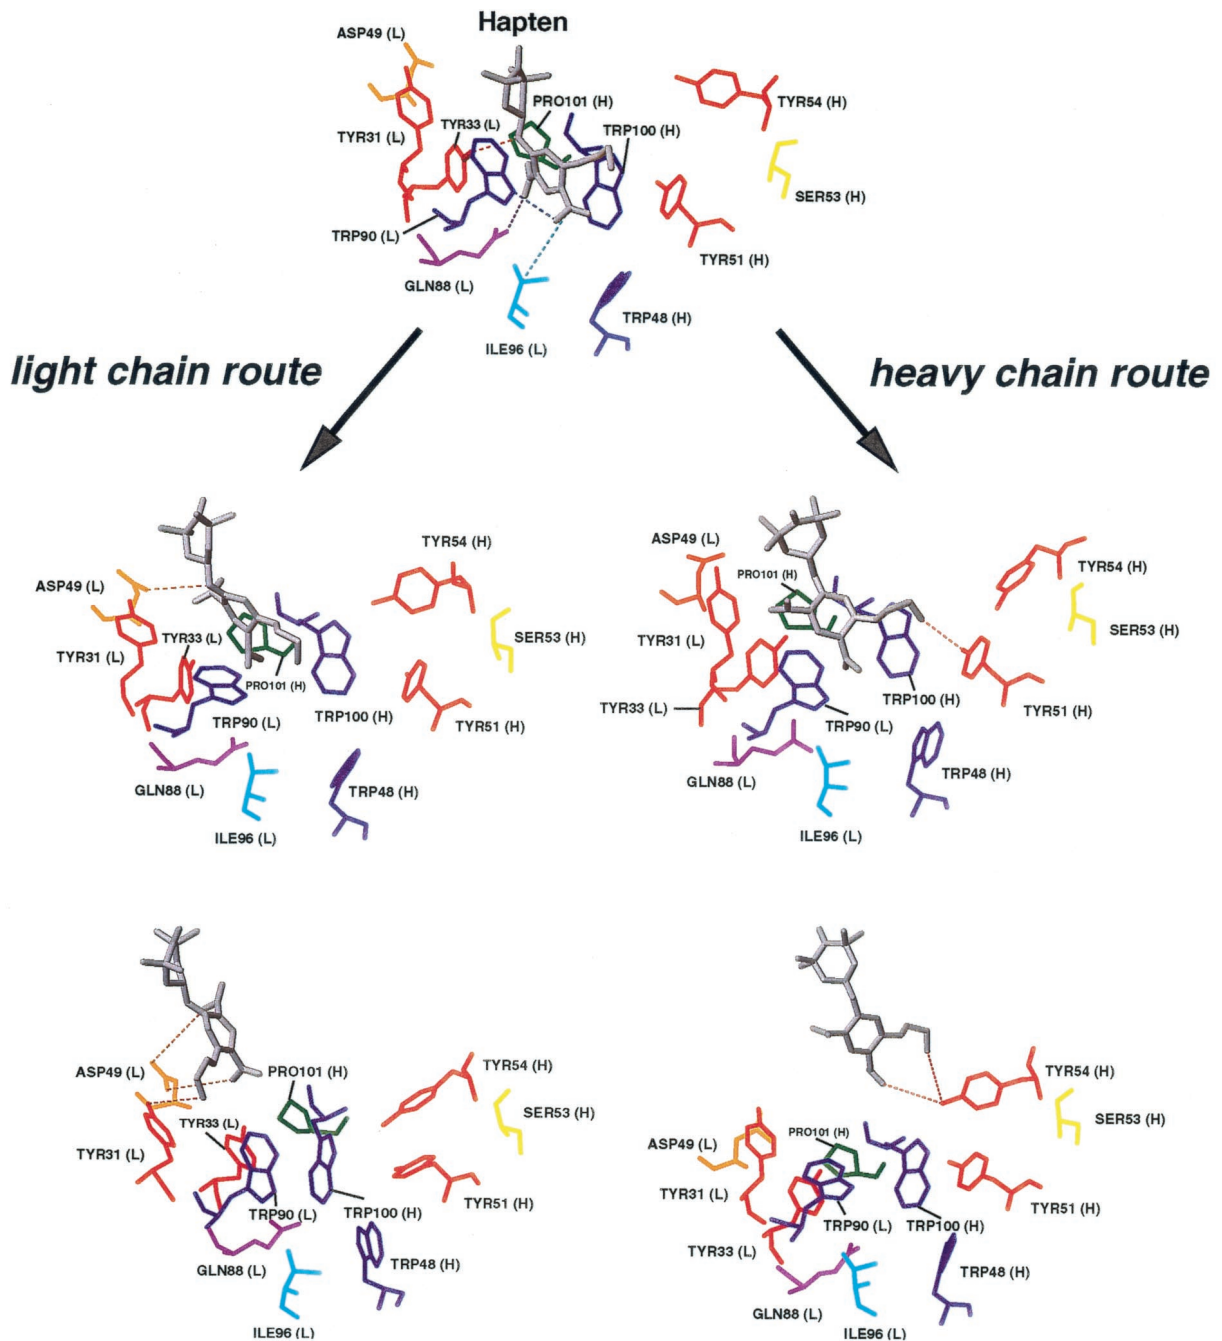 Hapten
ASP49 (L)
PRO101 (H)
TYR54 (H)
TYR31 (L)
TYR33 (L)
TRP100 (H)
SER53 (H)
TRP90 (L)
TYR51 (H)
GLN88 (L)
TRP48 (H)
ILE96 (L)
light chain route
heavy chain route
TYR54 (H)
ASP49 (L)
TYR33 (L)
SER53 (H)
TYR31 (L)
PRO101 (H)
TRP90 (L)
TRP100 (H)
TYR51 (H)
GLN88 (L)
TRP48 (H)
ILE96 (L)
ASP49 (L)
PRO101 (H)
TYR54 (H)
TYR31 (L)
SER53 (H)
TYR33 (L)
TRP100 (H)
TYR51 (H)
TRP90 (L)
GLN88 (L)
TRP48 (H)
ILE96 (L)
ASP49 (L)
PRO101 (H)
TYR54 (H)
SER53 (H)
TYR33 (L)
TYR31 (L)
TYR51 (H)
TRP90 (L)
TRP100 (H)
TRP48 (H)
GLN88 (L)
ILE96 (L)
TYR54 (H)
SER53 (H)
ASP49 (L)
PRO101 (H)
TYR31 (L)
TYR51 (H)
TRP90 (L)
TRP100 (H)
TYR33 (L)
TRP48 (H)
GLN88 (L)
ILE96 (L)